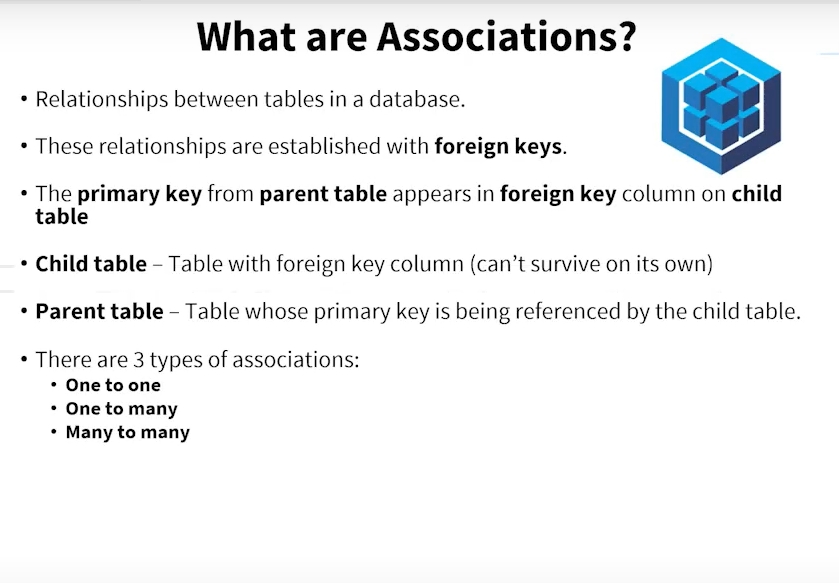 What are Associations?
• Relationships between tables in a database.
• These relationships are established with foreign keys.
• The primary key from parent table appears in foreign key column on child
table
• Child table – Table with foreign key column (can’t survive on its own)
• Parent table – Table whose primary key is being referenced by the child table.
• There are 3 types of associations:
• One to one
• One to many
• Many to many